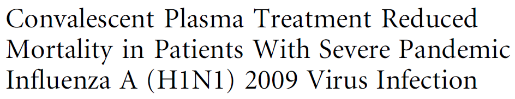 Convalescent Plasma Treatment Reduced
Mortality in Patients With Severe Pandemic
Influenza A (H1N1) 2009 Virus Infection